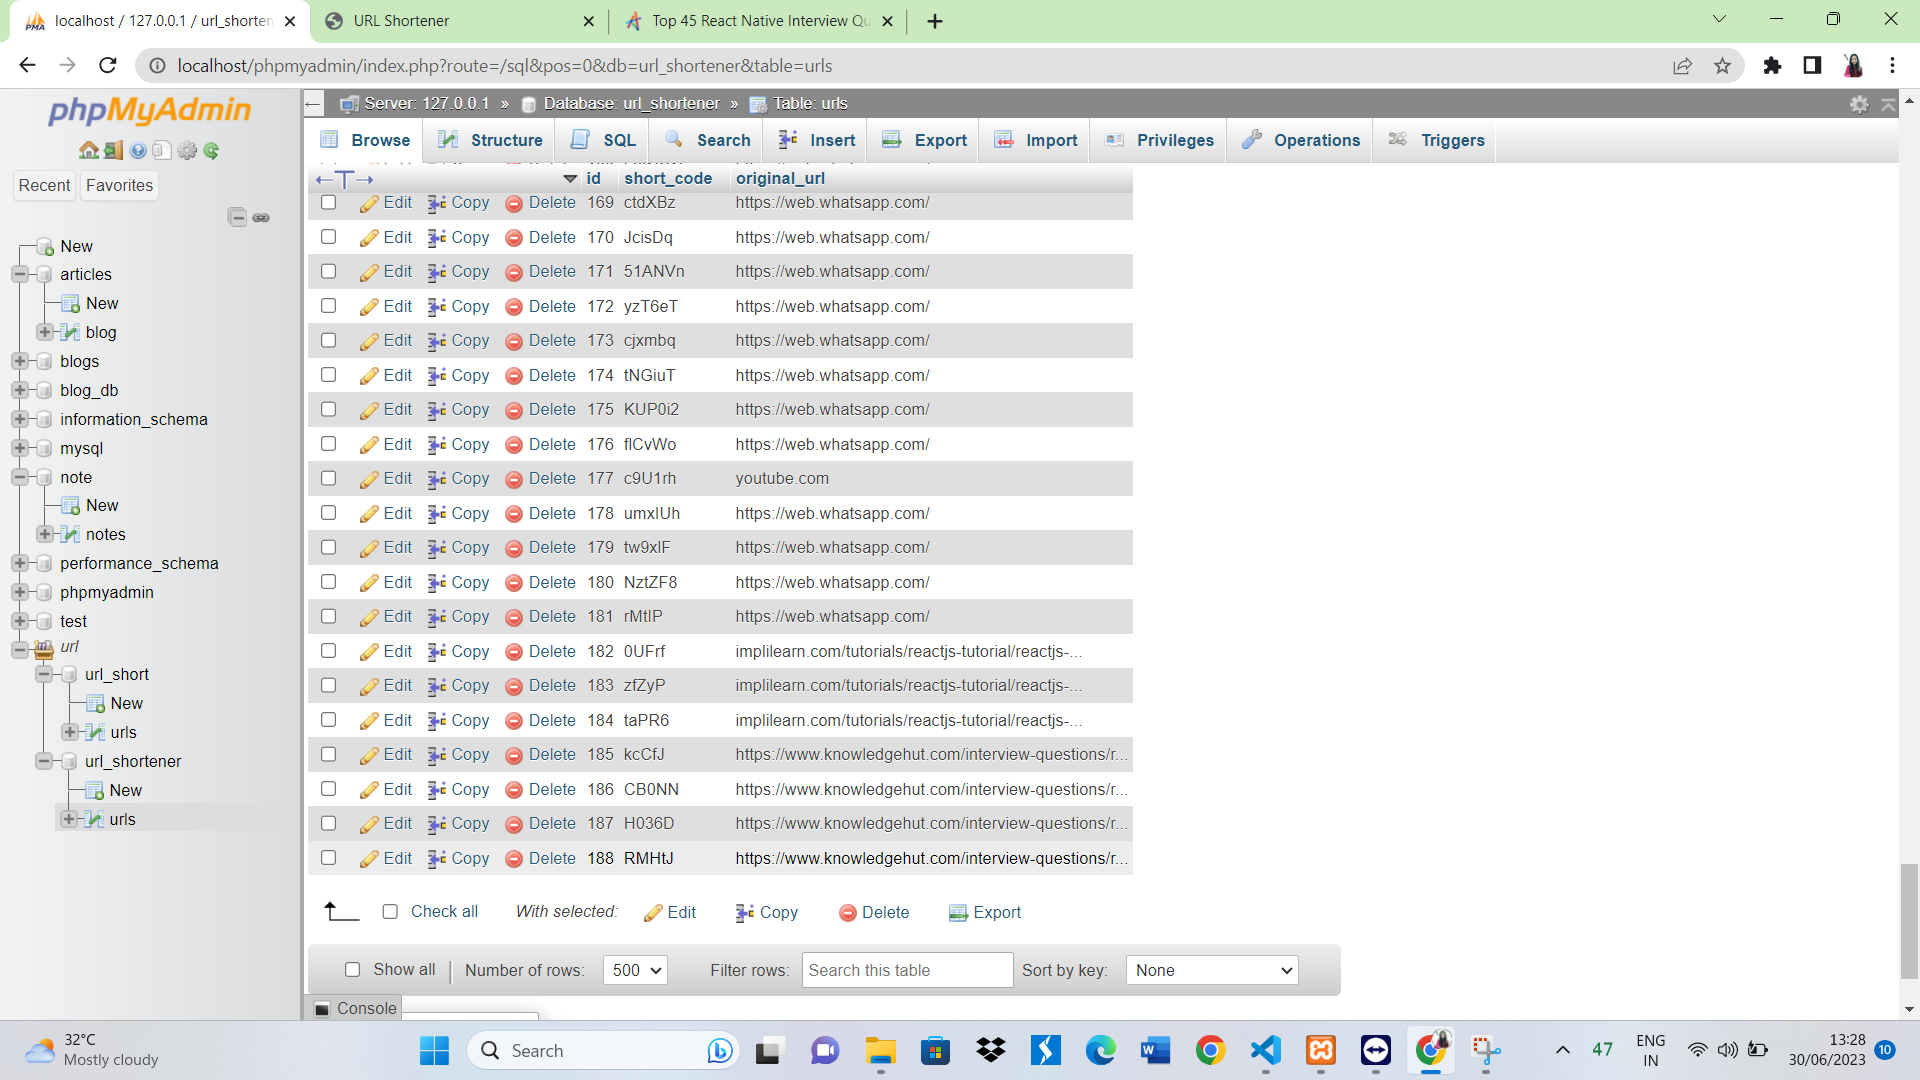 localhost / 127.0.0.1 / url_shorten
URL Shortener
Top 45 React Native Interview Qu
localhost/phpmyadmin/index.php?route=/sql&pos=0&db=url_shortener&table=urls
phpMyAdmin
Recent
Favorites
New
articles
New
blog
blogs
blog_db
information_schema
mysql
note
New
notes
performance_schema
phpmyadmin
test
url
url_short
New
urls
url_shortener
New
urls
Server: 127.0.0.1 » Database: url_shortener » Table: urls
Browse Structure SQL Search Insert Export Import Privileges Operations Triggers
id short_code original_url
Edit Copy Delete 169 ctdXBz https://web.whatsapp.com/
Edit Copy Delete 170 JcisDq https://web.whatsapp.com/
Edit Copy Delete 171 51ANVn https://web.whatsapp.com/
Edit Copy Delete 172 yzT6eT https://web.whatsapp.com/
Edit Copy Delete 173 cjxmbq https://web.whatsapp.com/
Edit Copy Delete 174 tNGiuT https://web.whatsapp.com/
Edit Copy Delete 175 KUP0i2 https://web.whatsapp.com/
Edit Copy Delete 176 https://web.whatsapp.com/
Edit Copy Delete 177 c9U1rh youtube.com
Edit Copy Delete 178 https://web.whatsapp.com/
Edit Copy Delete 179 https://web.whatsapp.com/
Edit Copy Delete 180 NztZF8 https://web.whatsapp.com/
Edit Copy Delete 181 https://web.whatsapp.com/
Edit Copy Delete 182 0UFrf implilearn.com/tutorials/reactjs-tutorial/reactjs-...
Edit Copy Delete 183 zfZyP implilearn.com/tutorials/reactjs-tutorial/reactjs-...
Edit Copy Delete 184 taPR6 implilearn.com/tutorials/reactjs-tutorial/reactjs-...
Edit Copy Delete 185 kcCfJ https://www.knowledgehut.com/interview-questions/r...
Edit Copy Delete 186 CB0NN https://www.knowledgehut.com/interview-questions/r...
Edit Copy Delete 187 H036D https://www.knowledgehut.com/interview-questions/r...
Edit Copy Delete 188 RMHtJ https://www.knowledgehut.com/interview-questions/r...
Check all With selected: Edit Copy Delete Export
Show all Number of rows: 500 Filter rows: Search this table Sort by key: None
Console
32°C
Mostly cloudy
Search
47
ENG
IN
13:28
30/06/2023
10